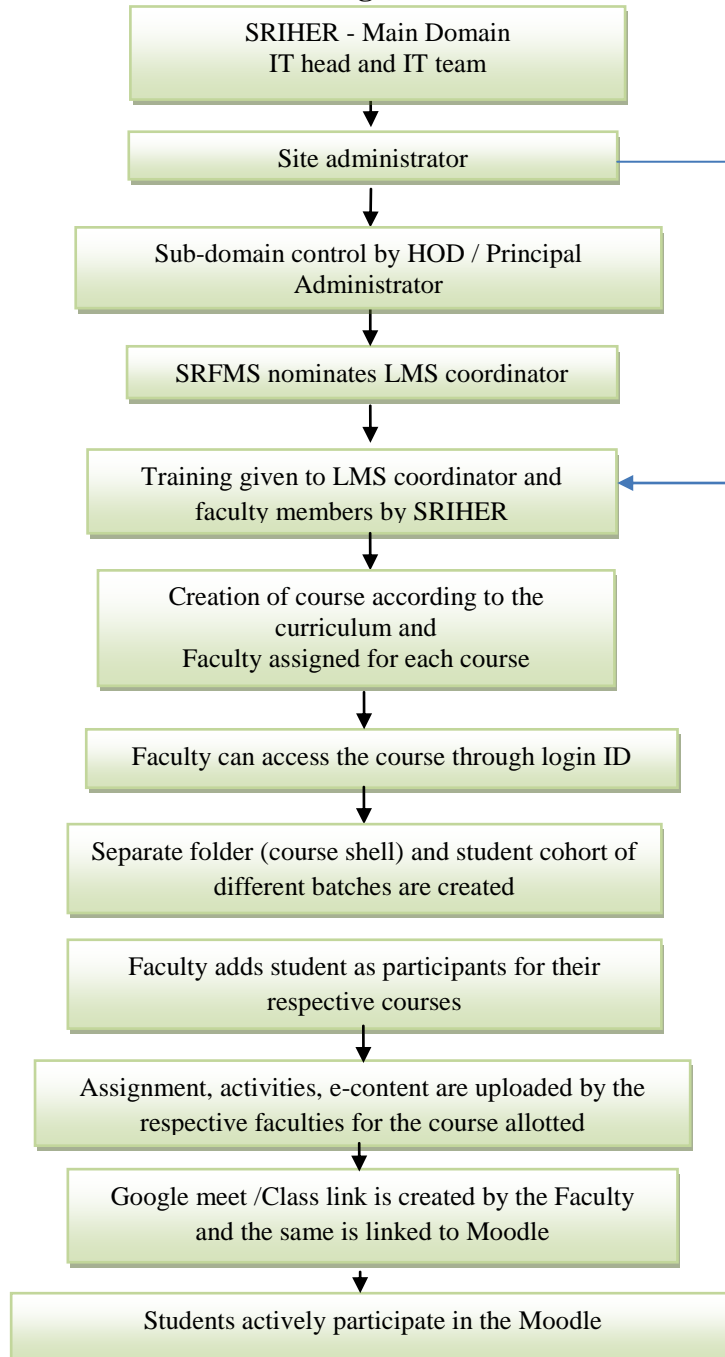 SRIHER - Main Domain
IT head and IT team
Site administrator
Sub-domain control by HOD / Principal
Administrator
SRFMS nominates LMS coordinator
Training given to LMS coordinator and
faculty members by SRIHER
Creation of course according to the
curriculum and
Faculty assigned for each course
Faculty can access the course through login ID
Separate folder (course shell) and student cohort of
different batches are created
Faculty adds student as participants for their
respective courses
Assignment, activities, e-content are uploaded by the
respective faculties for the course allotted
Google meet /Class link is created by the Faculty
and the same is linked to Moodle
Students actively participate in the Moodle